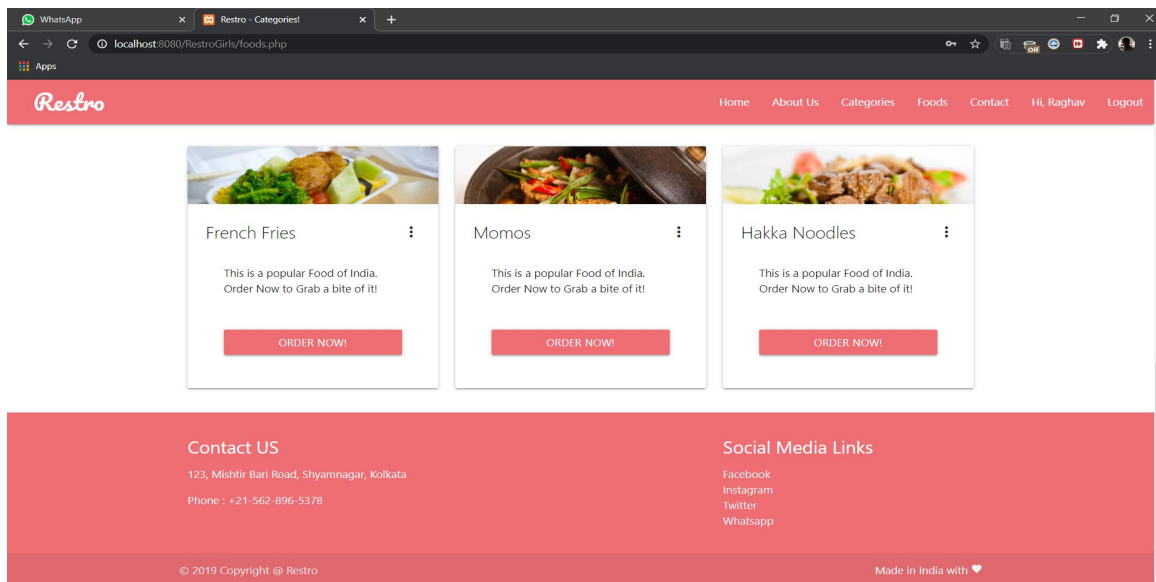 WhatsApp
Restro - Categories!
localhost:8080/RestroGirls/foods.php
Off
Apps
Restro
Home About Us Categories Foods Contact Hi, Raghav Logout
French Fries
This is a popular Food of India.
Order Now to Grab a bite of it!
ORDER NOW!
Momos
This is a popular Food of India.
Order Now to Grab a bite of it!
ORDER NOW!
Hakka Noodles
This is a popular Food of India.
Order Now to Grab a bite of it!
ORDER NOW!
Contact US
123, Mishtir Bari Road, Shyamnagar, Kolkata
Phone : +21-562-896-5378
Social Media Links
Facebook
Instagram
Twitter
Whatsapp
© 2019 Copyright @ Restro
Made in India with ♥